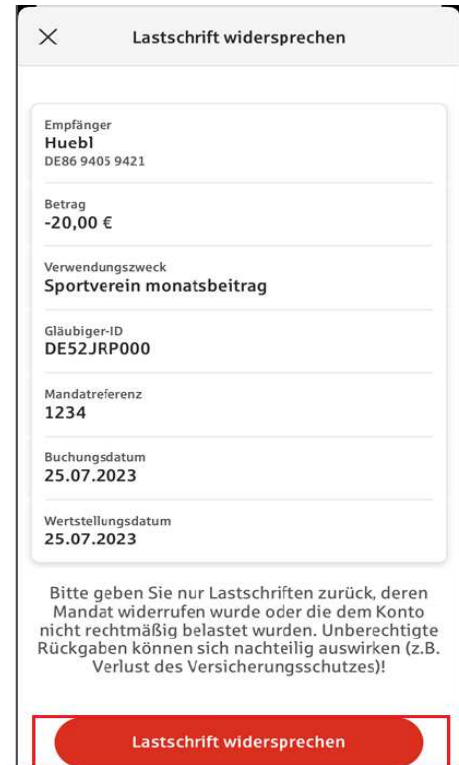 Lastschrift widersprechen
Empfänger
Huebl
DE86 9405 9421
Betrag
-20,00 €
Verwendungszweck
Sportverein monatsbeitrag
Gläubiger-ID
DE52JRP000
Mandatreferenz
1234
Buchungsdatum
25.07.2023
Wertstellungsdatum
25.07.2023
Bitte geben Sie nur Lastschriften zurück, deren
Mandat widerrufen wurde oder die dem Konto
nicht rechtmäßig belastet wurden. Unberechtigte
Rückgaben können sich nachteilig auswirken (z.B.
Verlust des Versicherungsschutzes)!
Lastschrift widersprechen